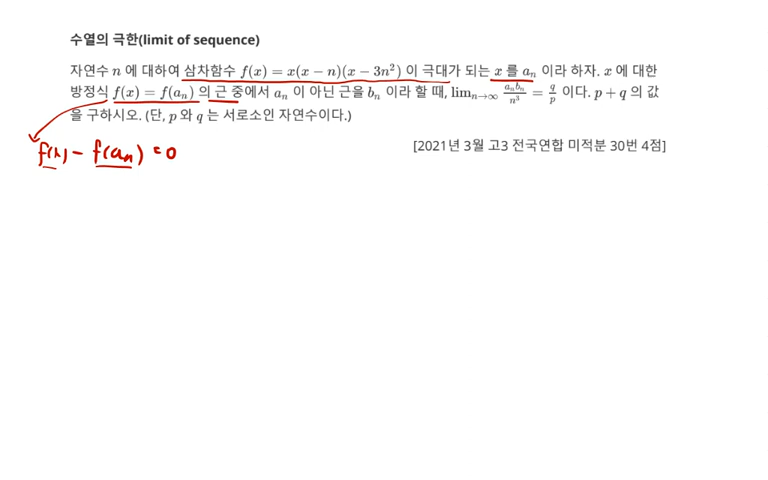 수열의 극한(limit of sequence)
자연수 n 에 대하여 삼차함수 f(x) = x(x − n)(x − 3n²) 이 극대가 되는 x 를 aₙ 이라 하자. x 에 대한
방정식 f(x) = f(aₙ) 의 근 중에서 aₙ 이 아닌 근을 bₙ 이라 할 때, limₙ→∞ aₙbₙ/n³ = q/p 이다. p + q 의 값
을 구하시오. (단, p 와 q 는 서로소인 자연수이다.)
f(x) − f(aₙ) = 0
[2021년 3월 고3 전국연합 미적분 30번 4점]